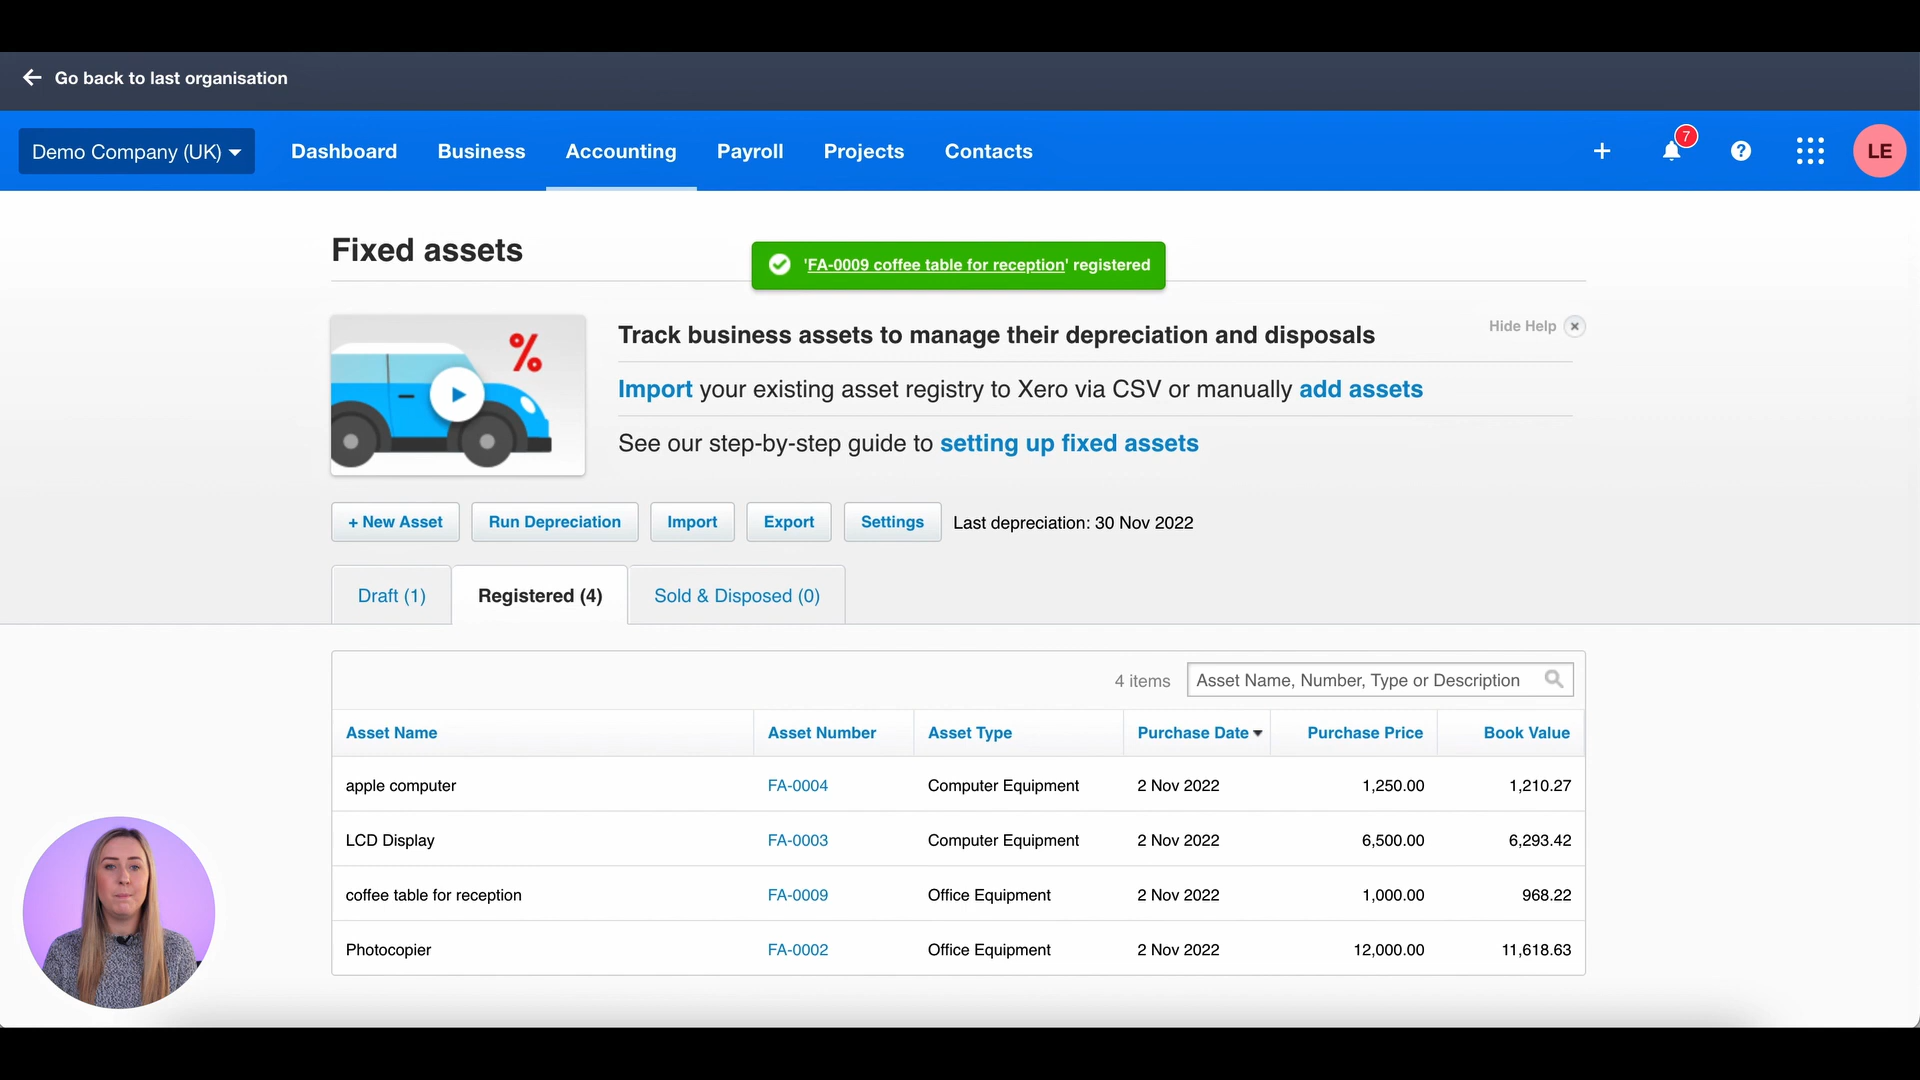 Go back to last organisation
Demo Company (UK)
Dashboard
Business
Accounting
Payroll
Projects
Contacts
+
7
?
LE
Fixed assets
'FA-0009 coffee table for reception' registered
%
Track business assets to manage their depreciation and disposals
Hide Help
Import your existing asset registry to Xero via CSV or manually add assets
See our step-by-step guide to setting up fixed assets
+ New Asset
Run Depreciation
Import
Export
Settings
Last depreciation: 30 Nov 2022
Draft (1)
Registered (4)
Sold & Disposed (0)
4 items
Asset Name, Number, Type or Description
Asset Name Asset Number Asset Type Purchase Date Purchase Price Book Value
apple computer FA-0004 Computer Equipment 2 Nov 2022 1,250.00 1,210.27
LCD Display FA-0003 Computer Equipment 2 Nov 2022 6,500.00 6,293.42
coffee table for reception FA-0009 Office Equipment 2 Nov 2022 1,000.00 968.22
Photocopier FA-0002 Office Equipment 2 Nov 2022 12,000.00 11,618.63